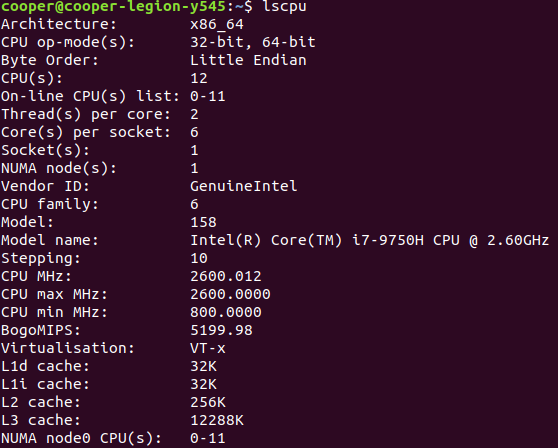 cooper@cooper-legion-y545:~$ lscpu
Architecture:        x86_64
CPU op-mode(s):      32-bit, 64-bit
Byte Order:          Little Endian
CPU(s):              12
On-line CPU(s) list: 0-11
Thread(s) per core:  2
Core(s) per socket:  6
Socket(s):           1
NUMA node(s):        1
Vendor ID:           GenuineIntel
CPU family:          6
Model:               158
Model name:          Intel(R) Core(TM) i7-9750H CPU @ 2.60GHz
Stepping:            10
CPU MHz:             2600.012
CPU max MHz:         2600.0000
CPU min MHz:         800.0000
BogoMIPS:            5199.98
Virtualisation:      VT-x
L1d cache:           32K
L1i cache:           32K
L2 cache:            256K
L3 cache:            12288K
NUMA node0 CPU(s):   0-11